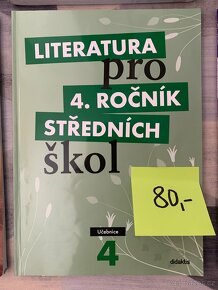 LITERATURA
pro
4. ROČNÍK
STŘEDNÍCH
škol
80,-
Učebnice
4
didaktis